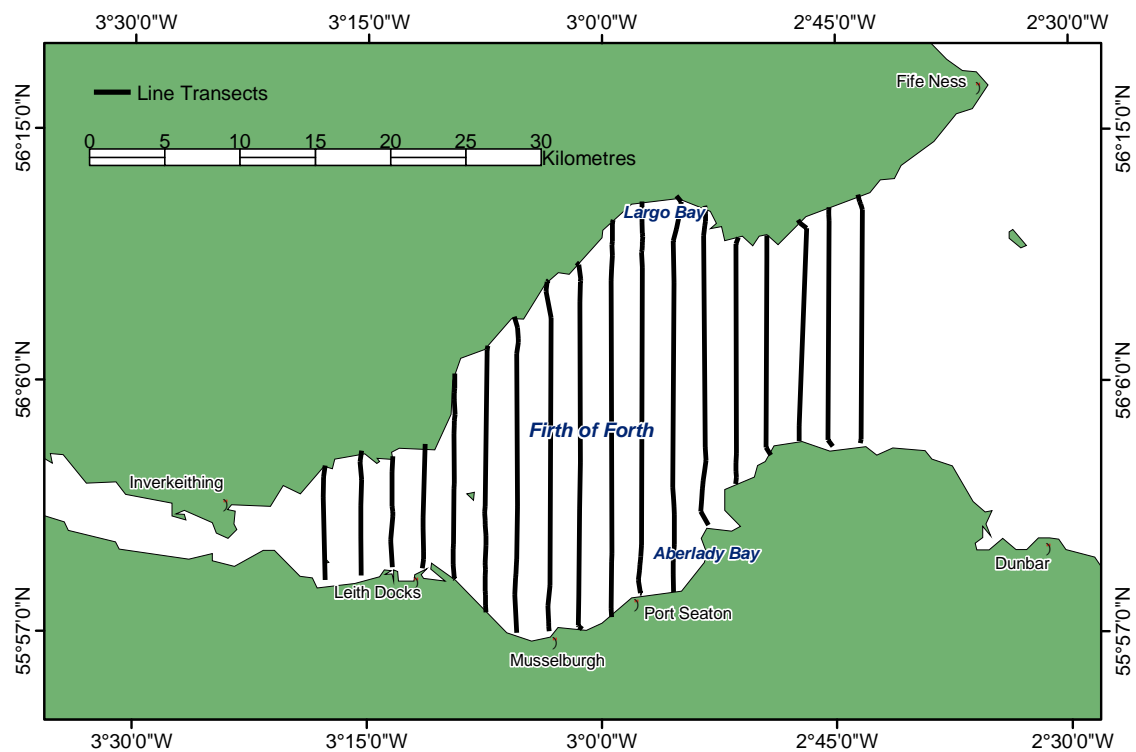 3°30'0"W 3°15'0"W 3°0'0"W 2°45'0"W 2°30'0"W
Fife Ness
Line Transects
56°15'0"N 56°15'0"N
0 5 10 15 20 25 30
Kilometres
Largo Bay
56°6'0"N 56°6'0"N
Firth of Forth
Inverkeithing
Aberlady Bay
Dunbar
Leith Docks
Port Seaton
55°57'0"N 55°57'0"N
Musselburgh
3°30'0"W 3°15'0"W 3°0'0"W 2°45'0"W 2°30'0"W